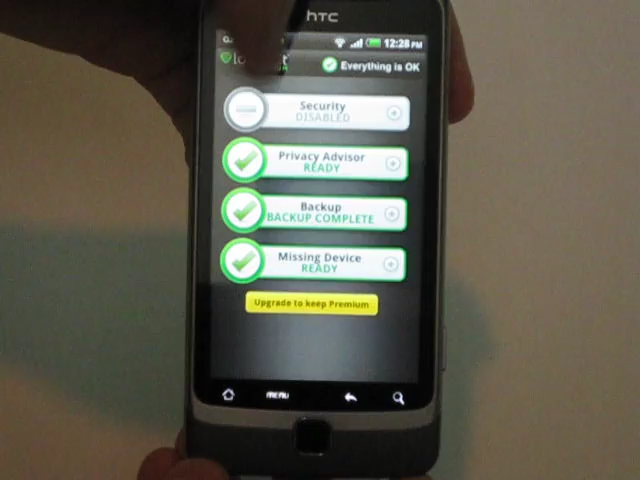 hTC
12:28 PM
Everything is OK
Security
DISABLED
Privacy Advisor
READY
Backup
BACKUP COMPLETE
Missing Device
READY
Upgrade to keep Premium
MENU